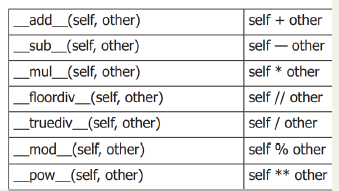 __add__(self, other) self + other
__sub__(self, other) self — other
__mul__(self, other) self * other
__floordiv__(self, other) self // other
__truediv__(self, other) self / other
__mod__(self, other) self % other
__pow__(self, other) self ** other